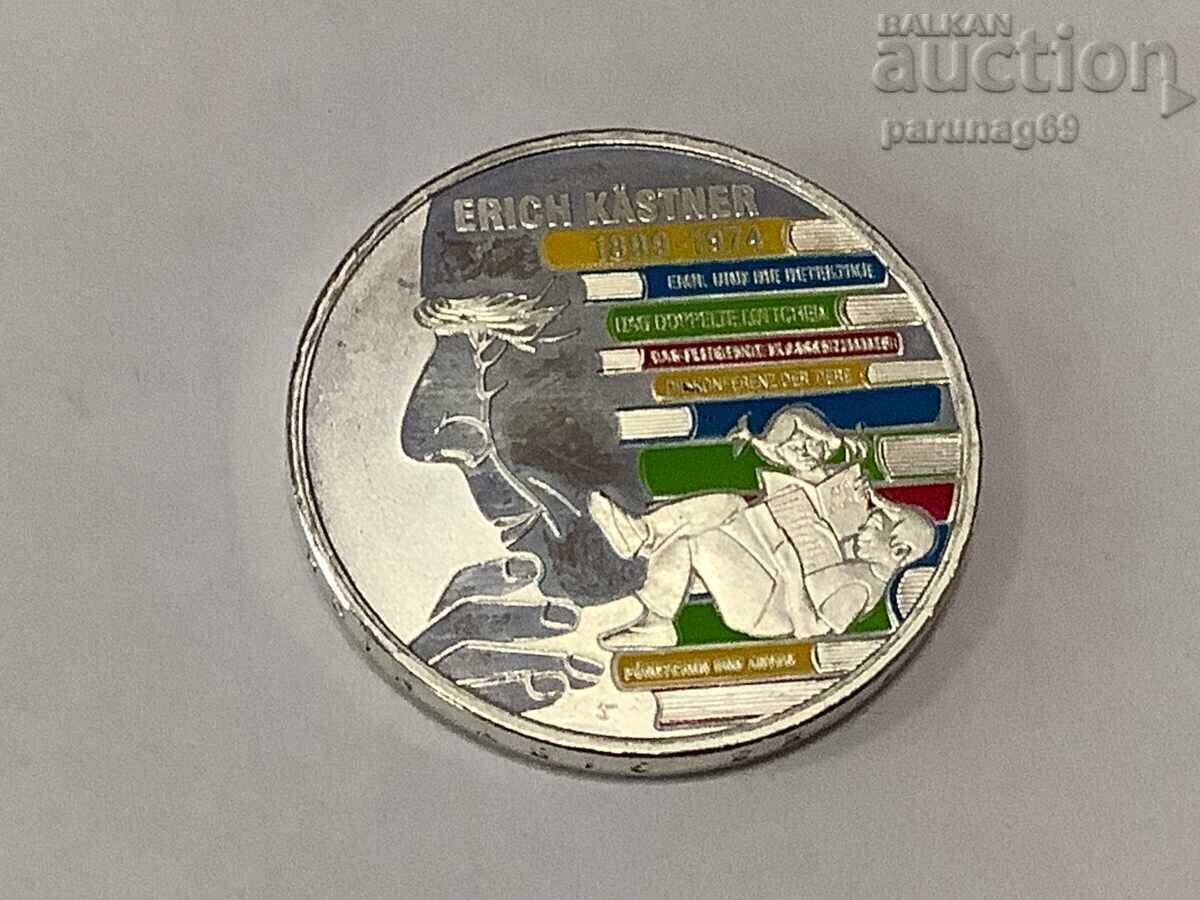 BALKAN
auction
parunag69
ERICH KÄSTNER
1899-1974
EMIL UND DIE DETEKTIVE
DAS DOPPELTE LOTTCHEN
DAS FLIEGENDE KLASSENZIMMER
DIE KONFERENZ DER TIERE
PÜNKTCHEN UND ANTON